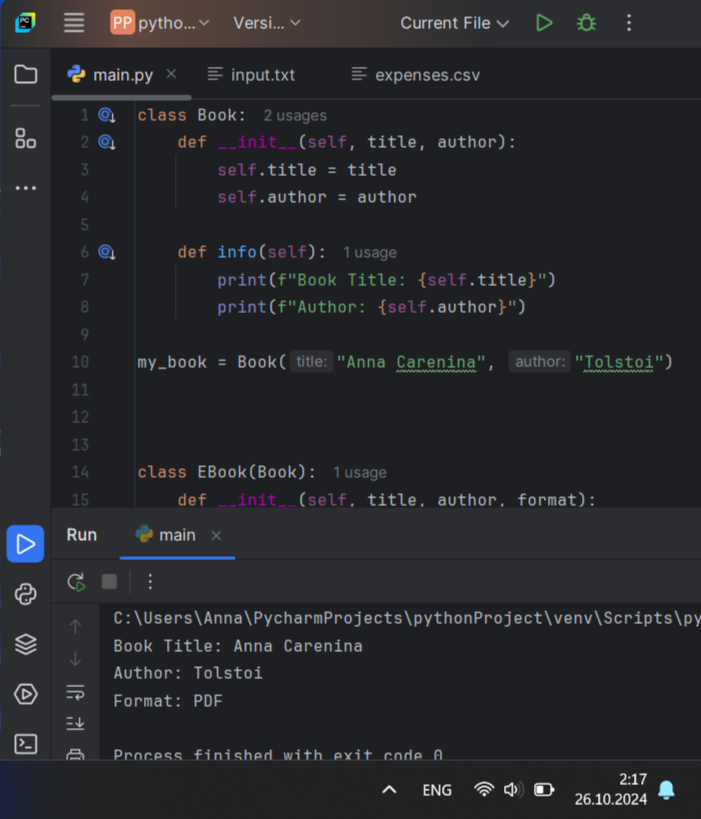 PC
PP pytho... Versi... Current File
main.py input.txt expenses.csv
1 class Book: 2 usages
2 def __init__(self, title, author):
3 self.title = title
4 self.author = author
5
6 def info(self): 1 usage
7 print(f"Book Title: {self.title}")
8 print(f"Author: {self.author}")
9
10 my_book = Book( title: "Anna Carenina", author: "Tolstoi")
11
12
13
14 class EBook(Book): 1 usage
15 def __init__(self, title, author, format):
Run main
C:\Users\Anna\PycharmProjects\pythonProject\venv\Scripts\py
Book Title: Anna Carenina
Author: Tolstoi
Format: PDF
Process finished with exit code 0
ENG 2:17
26.10.2024